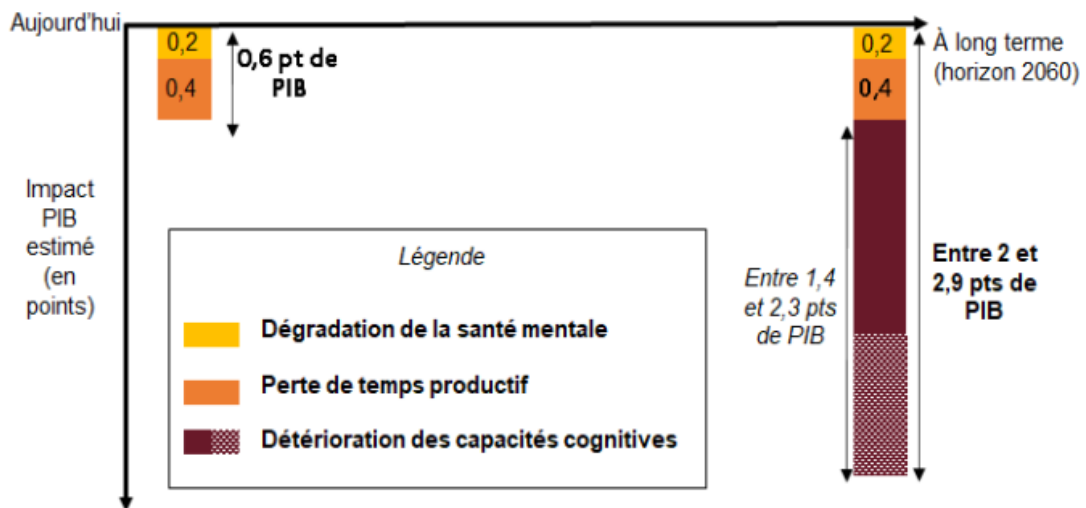 Aujourd'hui
0,2
0,4
0,6 pt de
PIB
0,2
0,4
À long terme
(horizon 2060)
Impact
PIB
estimé
(en
points)
Légende
Dégradation de la santé mentale
Perte de temps productif
Détérioration des capacités cognitives
Entre 1,4
et 2,3 pts
de PIB
Entre 2 et
2,9 pts de
PIB